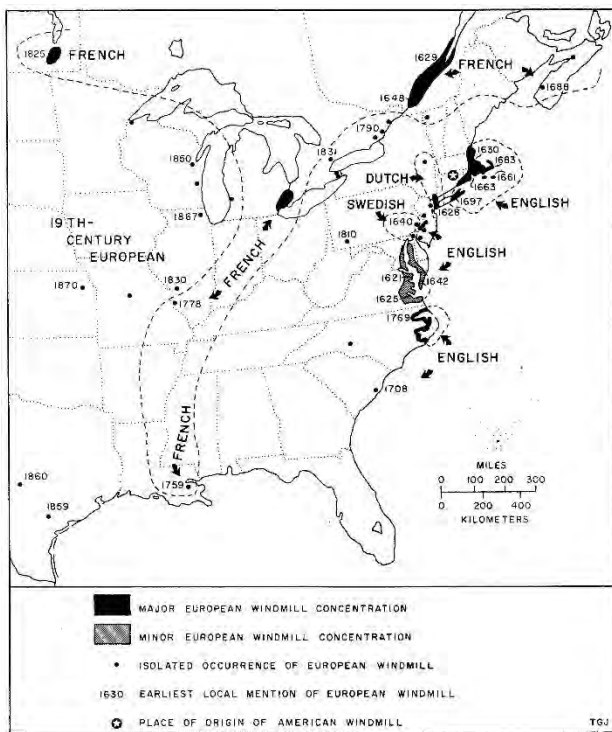 1825
FRENCH
1629
FRENCH
1688
1648
1790
1831
1850
1630
1683
1661
1663
1697
DUTCH
SWEDISH
1628
ENGLISH
1640
1867
19TH-
CENTURY
EUROPEAN
1810
FRENCH
ENGLISH
1830
1870
1778
1621
1642
1625
1769
ENGLISH
1708
FRENCH
1759
1860
1859
MILES
0 100 200 300
0 200 400
KILOMETERS
MAJOR EUROPEAN WINDMILL CONCENTRATION
MINOR EUROPEAN WINDMILL CONCENTRATION
ISOLATED OCCURRENCE OF EUROPEAN WINDMILL
1630 EARLIEST LOCAL MENTION OF EUROPEAN WINDMILL
PLACE OF ORIGIN OF AMERICAN WINDMILL
TGJ